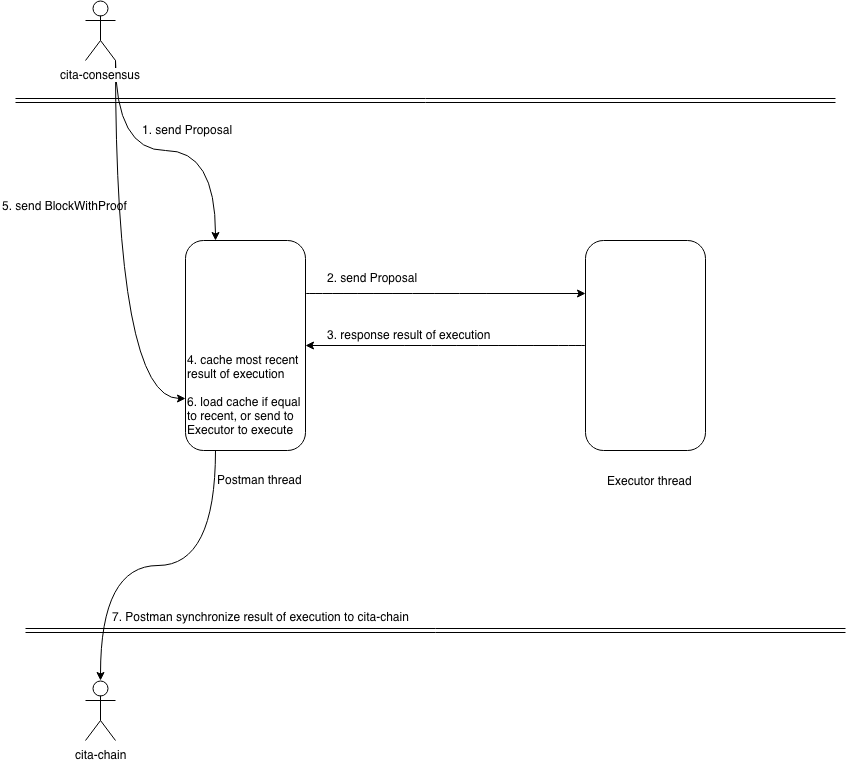 cita-consensus
1. send Proposal
5. send BlockWithProof
2. send Proposal
3. response result of execution
4. cache most recent
result of execution
6. load cache if equal
to recent, or send to
Executor to execute
Postman thread
Executor thread
7. Postman synchronize result of execution to cita-chain
cita-chain